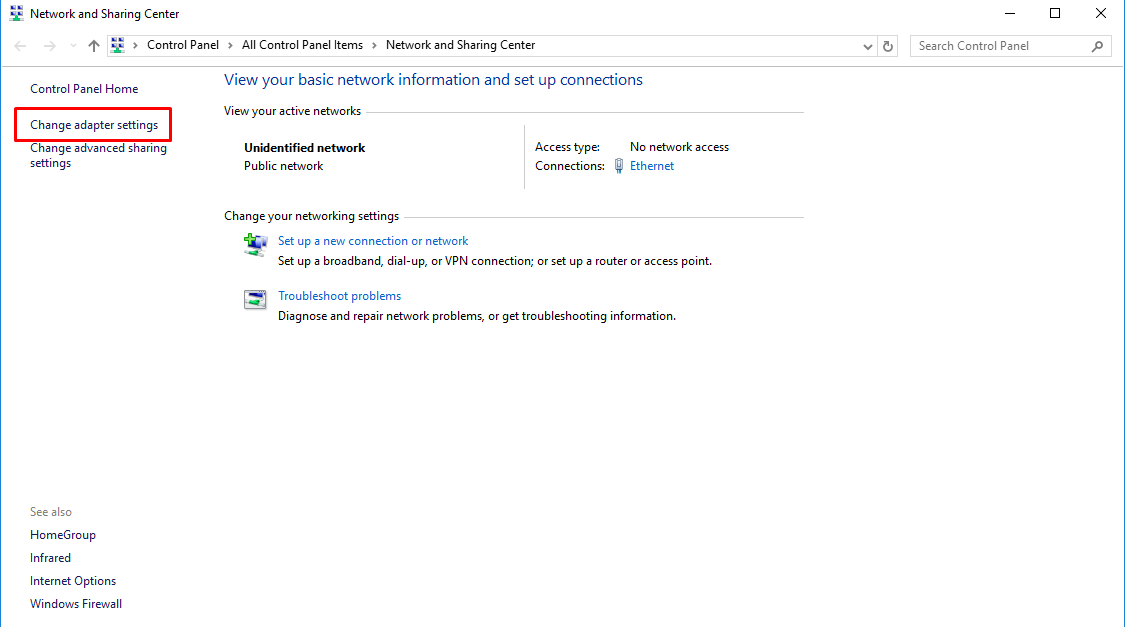 Network and Sharing Center
Control Panel > All Control Panel Items > Network and Sharing Center
Search Control Panel
Control Panel Home
Change adapter settings
Change advanced sharing
settings
View your basic network information and set up connections
View your active networks
Unidentified network
Public network
Access type: No network access
Connections: Ethernet
Change your networking settings
Set up a new connection or network
Set up a broadband, dial-up, or VPN connection; or set up a router or access point.
Troubleshoot problems
Diagnose and repair network problems, or get troubleshooting information.
See also
HomeGroup
Infrared
Internet Options
Windows Firewall